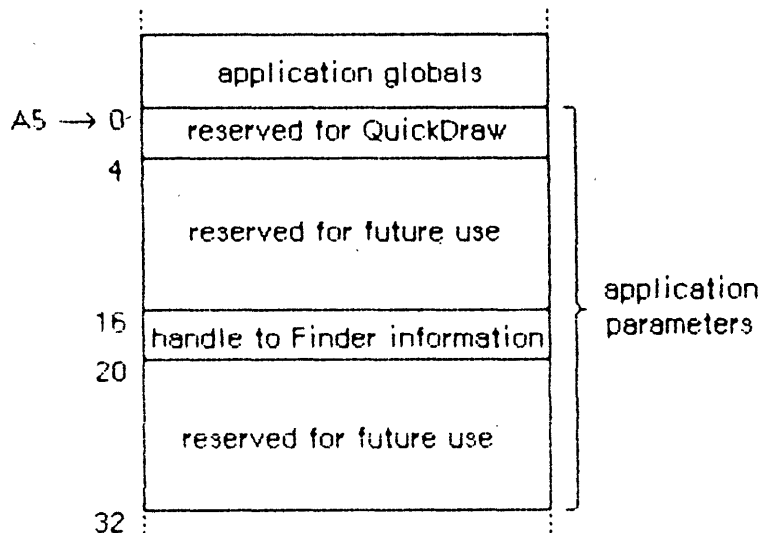 application globals
A5 → 0
reserved for QuickDraw
4
reserved for future use
16
handle to Finder information
20
reserved for future use
32
application
parameters